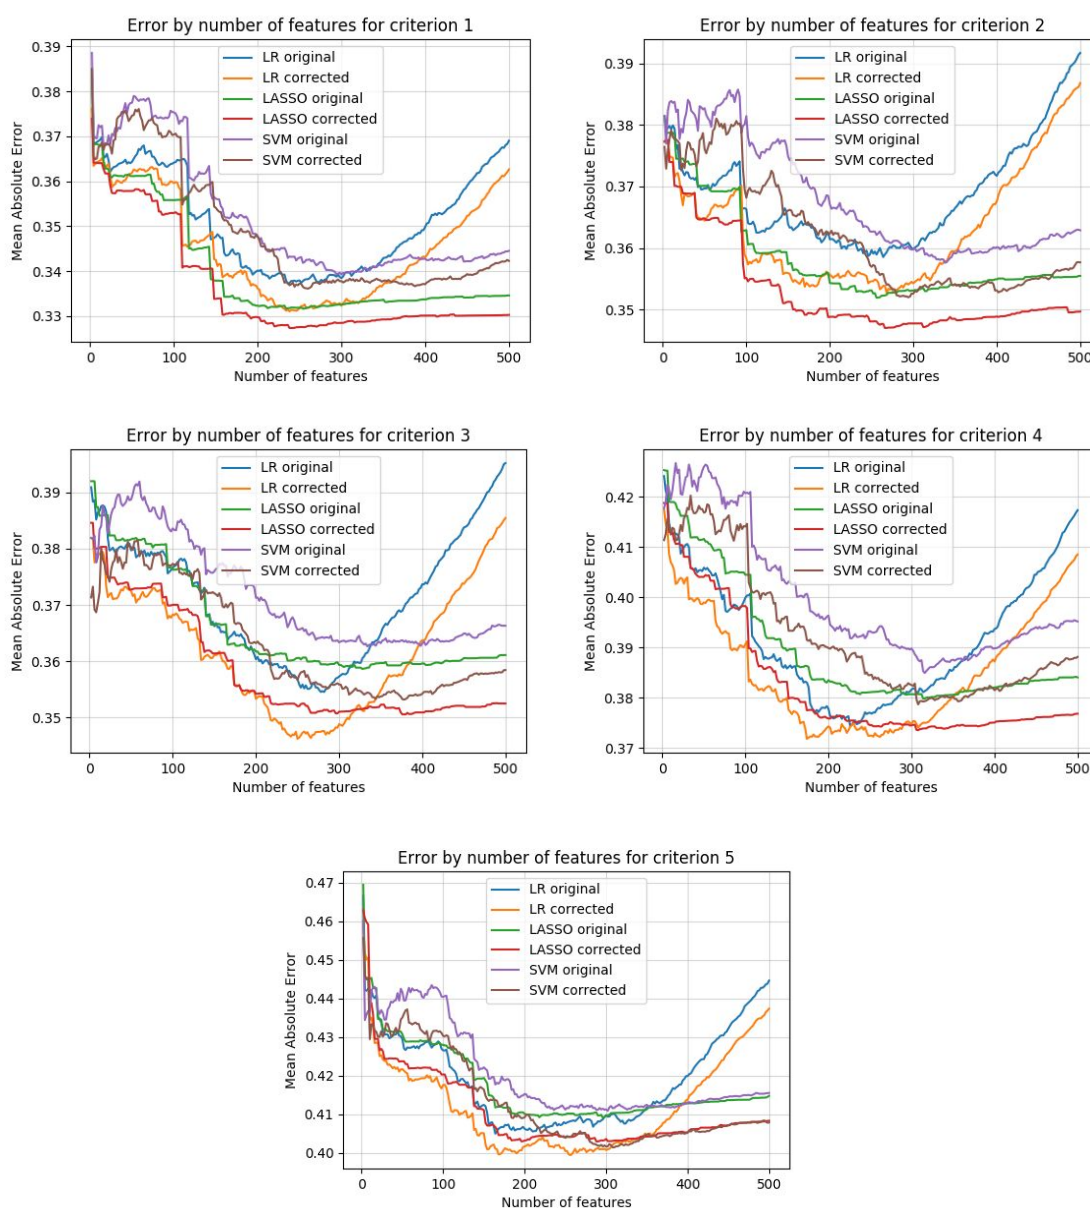 Error by number of features for criterion 1
0.39
0.38
0.37
0.36
0.35
0.34
0.33
Mean Absolute Error
LR original
LR corrected
LASSO original
LASSO corrected
SVM original
SVM corrected
0 100 200 300 400 500
Number of features
Error by number of features for criterion 2
0.39
0.38
0.37
0.36
0.35
Mean Absolute Error
LR original
LR corrected
LASSO original
LASSO corrected
SVM original
SVM corrected
0 100 200 300 400 500
Number of features
Error by number of features for criterion 3
0.39
0.38
0.37
0.36
0.35
Mean Absolute Error
LR original
LR corrected
LASSO original
LASSO corrected
SVM original
SVM corrected
0 100 200 300 400 500
Number of features
Error by number of features for criterion 4
0.42
0.41
0.40
0.39
0.38
0.37
Mean Absolute Error
LR original
LR corrected
LASSO original
LASSO corrected
SVM original
SVM corrected
0 100 200 300 400 500
Number of features
Error by number of features for criterion 5
0.47
0.46
0.45
0.44
0.43
0.42
0.41
0.40
Mean Absolute Error
LR original
LR corrected
LASSO original
LASSO corrected
SVM original
SVM corrected
0 100 200 300 400 500
Number of features